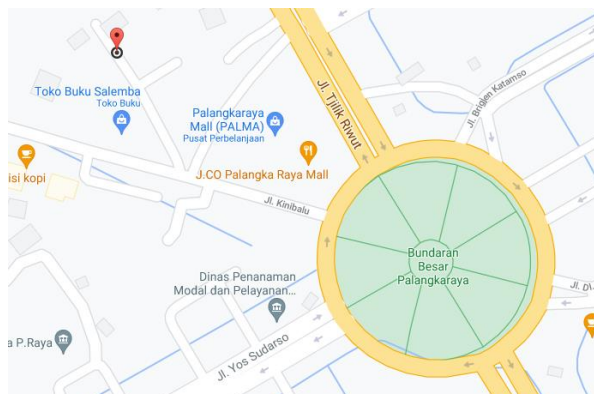 Toko Buku Salemba
Toko Buku
Palangkaraya
Mall (PALMA)
Pusat Perbelanjaan
J.CO Palangka Raya Mall
isi kopi
Jl. Tjilik Riwut
Jl. Brigjen Katamso
Jl. Kinibalu
Bundaran
Besar
Palangkaraya
Dinas Penanaman
Modal dan Pelayanan...
Jl. D
a P.Raya
Jl. Yos Sudarso